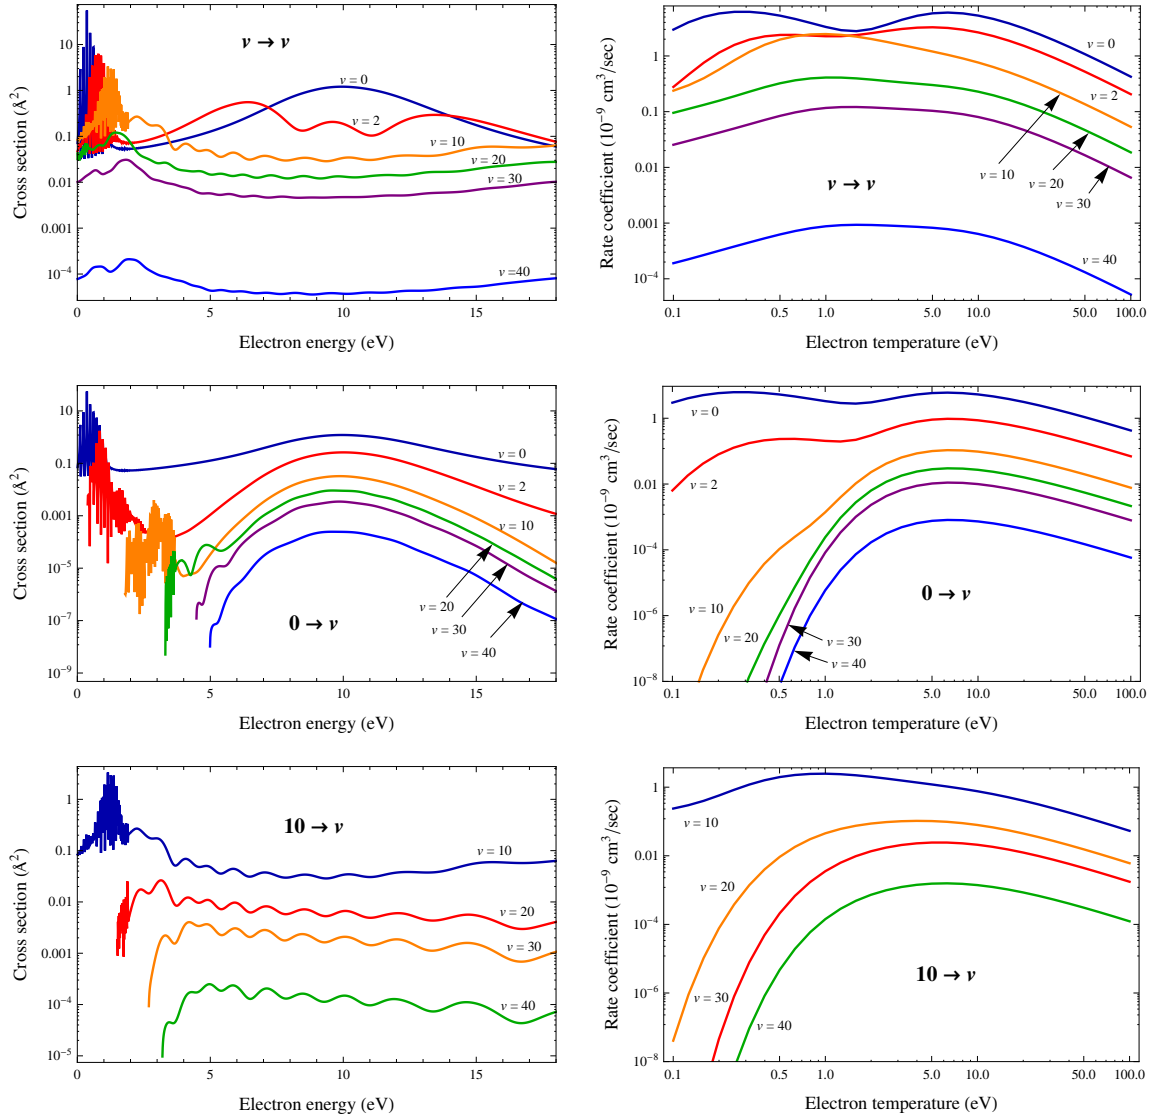 v → v
10
1
0.1
0.01
0.001
10⁻⁴
0
5
10
15
Cross section (Å²)
Electron energy (eV)
v = 0
v = 2
v = 10
v = 20
v = 30
v =40
v → v
1
0.1
0.01
0.001
10⁻⁴
0.1
0.5
1.0
5.0
10.0
50.0
100.0
Rate coefficient (10⁻⁹ cm³/sec)
Electron temperature (eV)
v = 0
v = 2
v = 10
v = 20
v = 30
v = 40
0 → v
10
0.1
0.001
10⁻⁵
10⁻⁷
10⁻⁹
0
5
10
15
Cross section (Å²)
Electron energy (eV)
v = 0
v = 2
v = 10
v = 20
v = 30
v = 40
0 → v
1
0.01
10⁻⁴
10⁻⁶
10⁻⁸
0.1
0.5
1.0
5.0
10.0
50.0
100.0
Rate coefficient (10⁻⁹ cm³/sec)
Electron temperature (eV)
v = 0
v = 2
v = 10
v = 20
v = 30
v = 40
10 → v
1
0.1
0.01
0.001
10⁻⁴
10⁻⁵
0
5
10
15
Cross section (Å²)
Electron energy (eV)
v = 10
v = 20
v = 30
v = 40
10 → v
1
0.01
10⁻⁴
10⁻⁶
10⁻⁸
0.1
0.5
1.0
5.0
10.0
50.0
100.0
Rate coefficient (10⁻⁹ cm³/sec)
Electron temperature (eV)
v = 10
v = 20
v = 30
v = 40